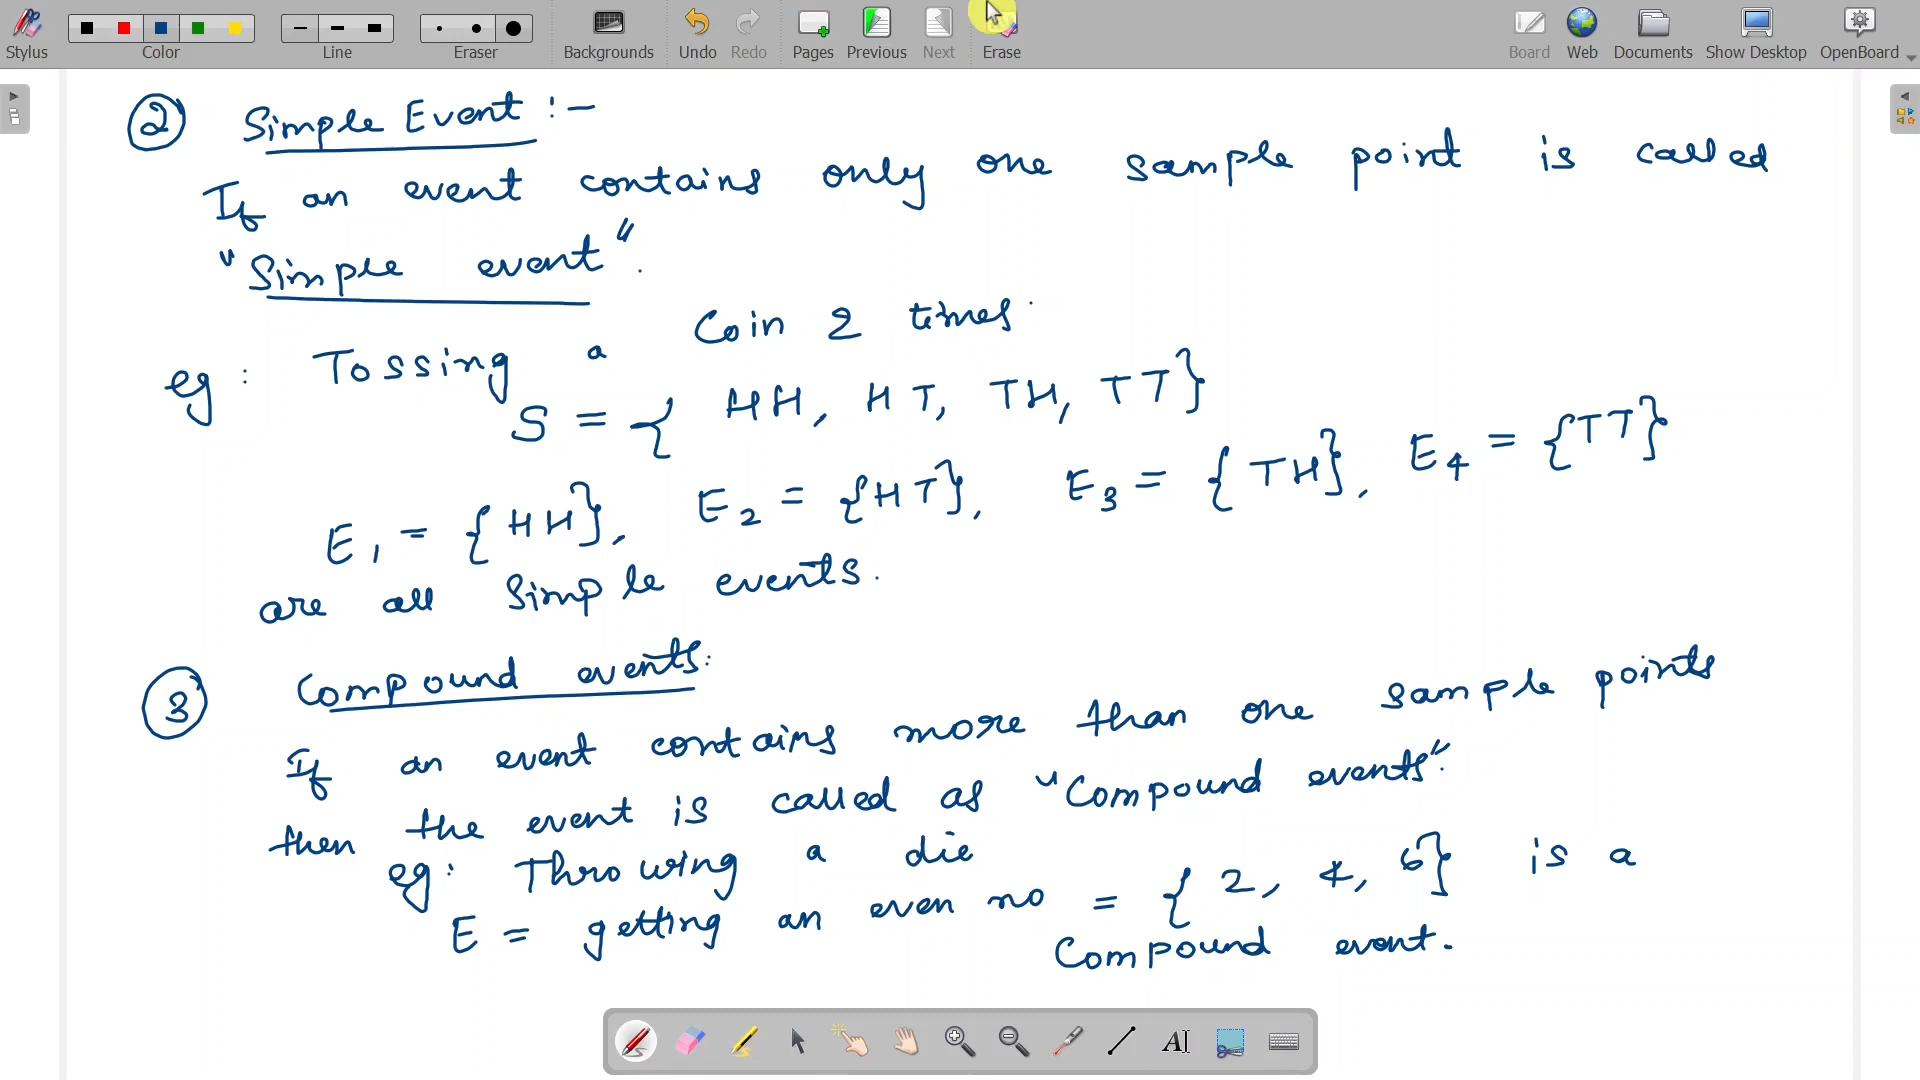 Stylus Color Line Eraser Backgrounds Undo Redo Pages Previous Next Erase Board Web Documents Show Desktop OpenBoard
② Simple Event :-
If an event contains only one sample point is called
"Simple event".
eg : Tossing a Coin 2 times.
S = { HH, HT, TH, TT}
E₁ = {HH}, E₂ = {HT}, E₃ = {TH}, E₄ = {TT}
are all Simple events.
③ Compound events:
If an event contains more than one sample points
then the event is called as "Compound events".
eg: Throwing a die
E = getting an even no = {2, 4, 6} is a
Compound event.
AI